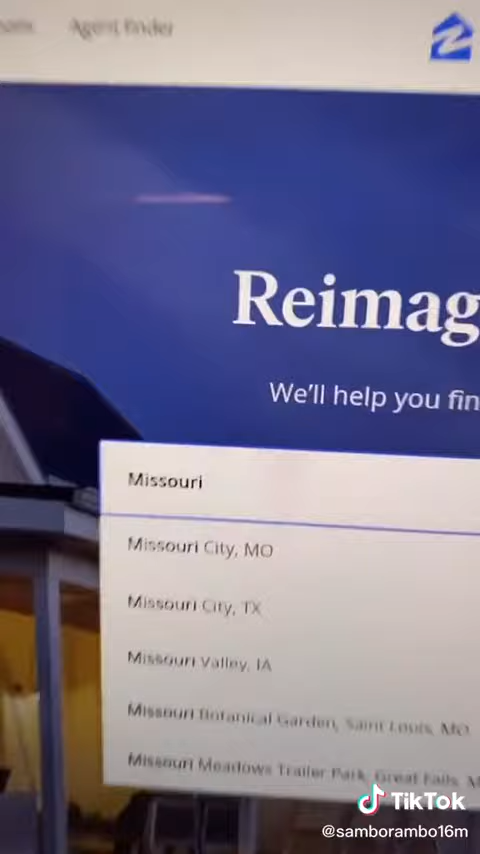 Agent Finder
Reimag
We'll help you fin
Missouri
Missouri City, MO
Missouri City, TX
Missouri Valley, IA
Missouri Botanical Garden, Saint Louis, MO
Missouri Meadows Trailer Park, Great Falls, M
TikTok
@samborambo16m